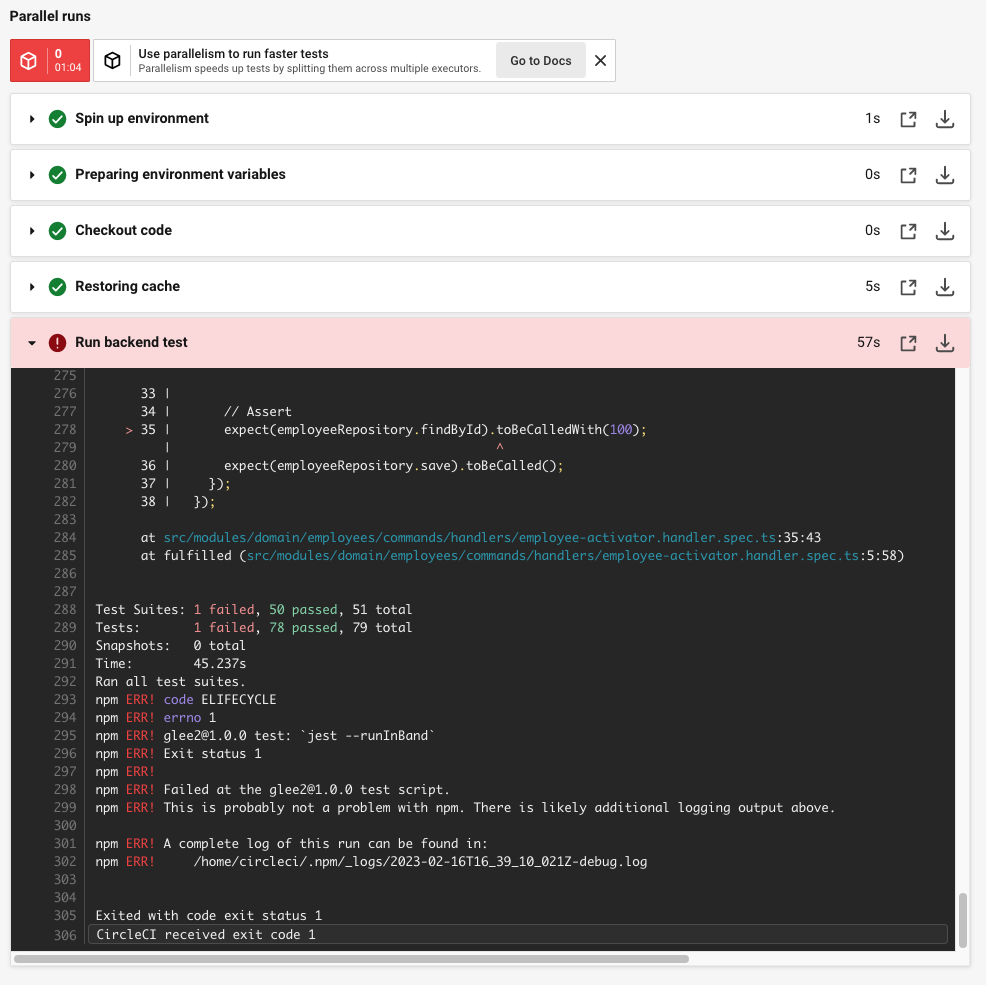 Parallel runs
0
01:04
Use parallelism to run faster tests
Parallelism speeds up tests by splitting them across multiple executors.
Go to Docs
Spin up environment 1s
Preparing environment variables 0s
Checkout code 0s
Restoring cache 5s
Run backend test 57s
275
276 33 |
277 34 | // Assert
278 > 35 | expect(employeeRepository.findById).toBeCalledWith(100);
279 | ^
280 36 | expect(employeeRepository.save).toBeCalled();
281 37 | });
282 38 | });
283
284 at src/modules/domain/employees/commands/handlers/employee-activator.handler.spec.ts:35:43
285 at fulfilled (src/modules/domain/employees/commands/handlers/employee-activator.handler.spec.ts:5:58)
286
287
288 Test Suites: 1 failed, 50 passed, 51 total
289 Tests: 1 failed, 78 passed, 79 total
290 Snapshots: 0 total
291 Time: 45.237s
292 Ran all test suites.
293 npm ERR! code ELIFECYCLE
294 npm ERR! errno 1
295 npm ERR! glee2@1.0.0 test: `jest --runInBand`
296 npm ERR! Exit status 1
297 npm ERR!
298 npm ERR! Failed at the glee2@1.0.0 test script.
299 npm ERR! This is probably not a problem with npm. There is likely additional logging output above.
300
301 npm ERR! A complete log of this run can be found in:
302 npm ERR! /home/circleci/.npm/_logs/2023-02-16T16_39_10_021Z-debug.log
303
304
305 Exited with code exit status 1
306 CircleCI received exit code 1